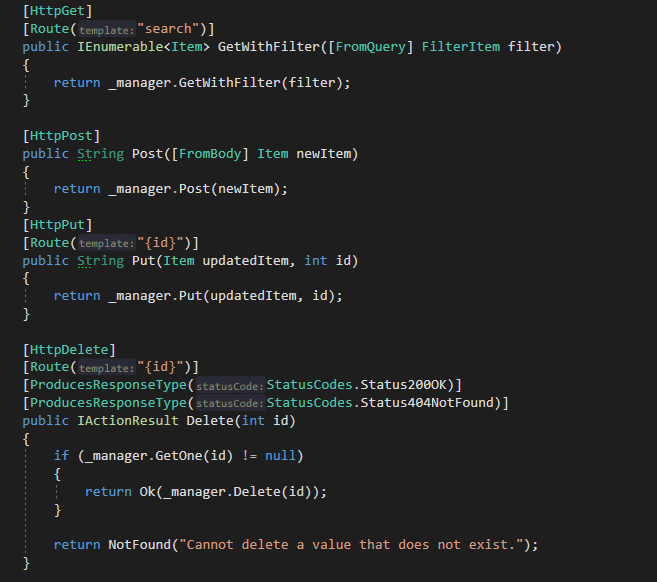 [HttpGet]
[Route(template:"search")]
public IEnumerable<Item> GetWithFilter([FromQuery] FilterItem filter)
{
return _manager.GetWithFilter(filter);
}
[HttpPost]
public String Post([FromBody] Item newItem)
{
return _manager.Post(newItem);
}
[HttpPut]
[Route(template:"{id}")]
public String Put(Item updatedItem, int id)
{
return _manager.Put(updatedItem, id);
}
[HttpDelete]
[Route(template:"{id}")]
[ProducesResponseType(statusCode:StatusCodes.Status200OK)]
[ProducesResponseType(statusCode:StatusCodes.Status404NotFound)]
public IActionResult Delete(int id)
{
if (_manager.GetOne(id) != null)
{
return Ok(_manager.Delete(id));
}
return NotFound("Cannot delete a value that does not exist.");
}